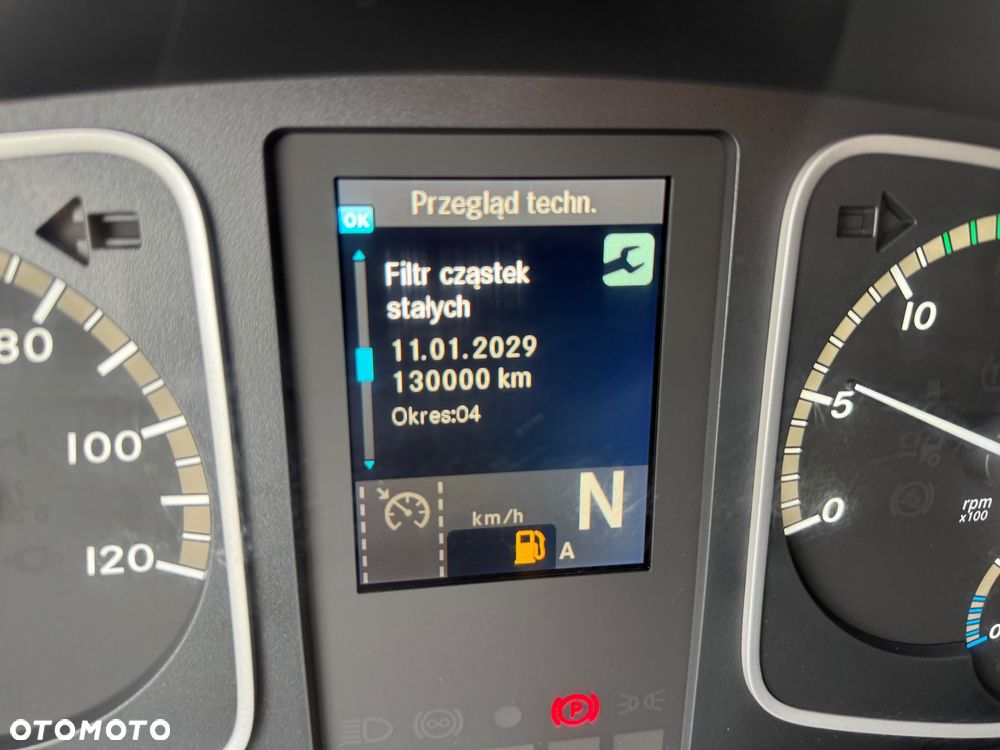 Przegląd techn.
OK
Filtr cząstek
stałych
11.01.2029
130000 km
Okres:04
km/h
N
A
80
100
120
10
5
0
rpm
x100
0
P
OTOMOTO